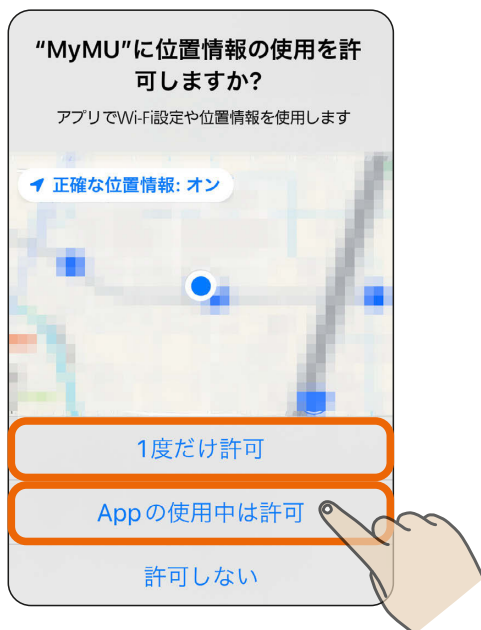 “MyMU”に位置情報の使用を許
可しますか?
アプリでWi-Fi設定や位置情報を使用します
正確な位置情報: オン
1度だけ許可
Appの使用中は許可
許可しない